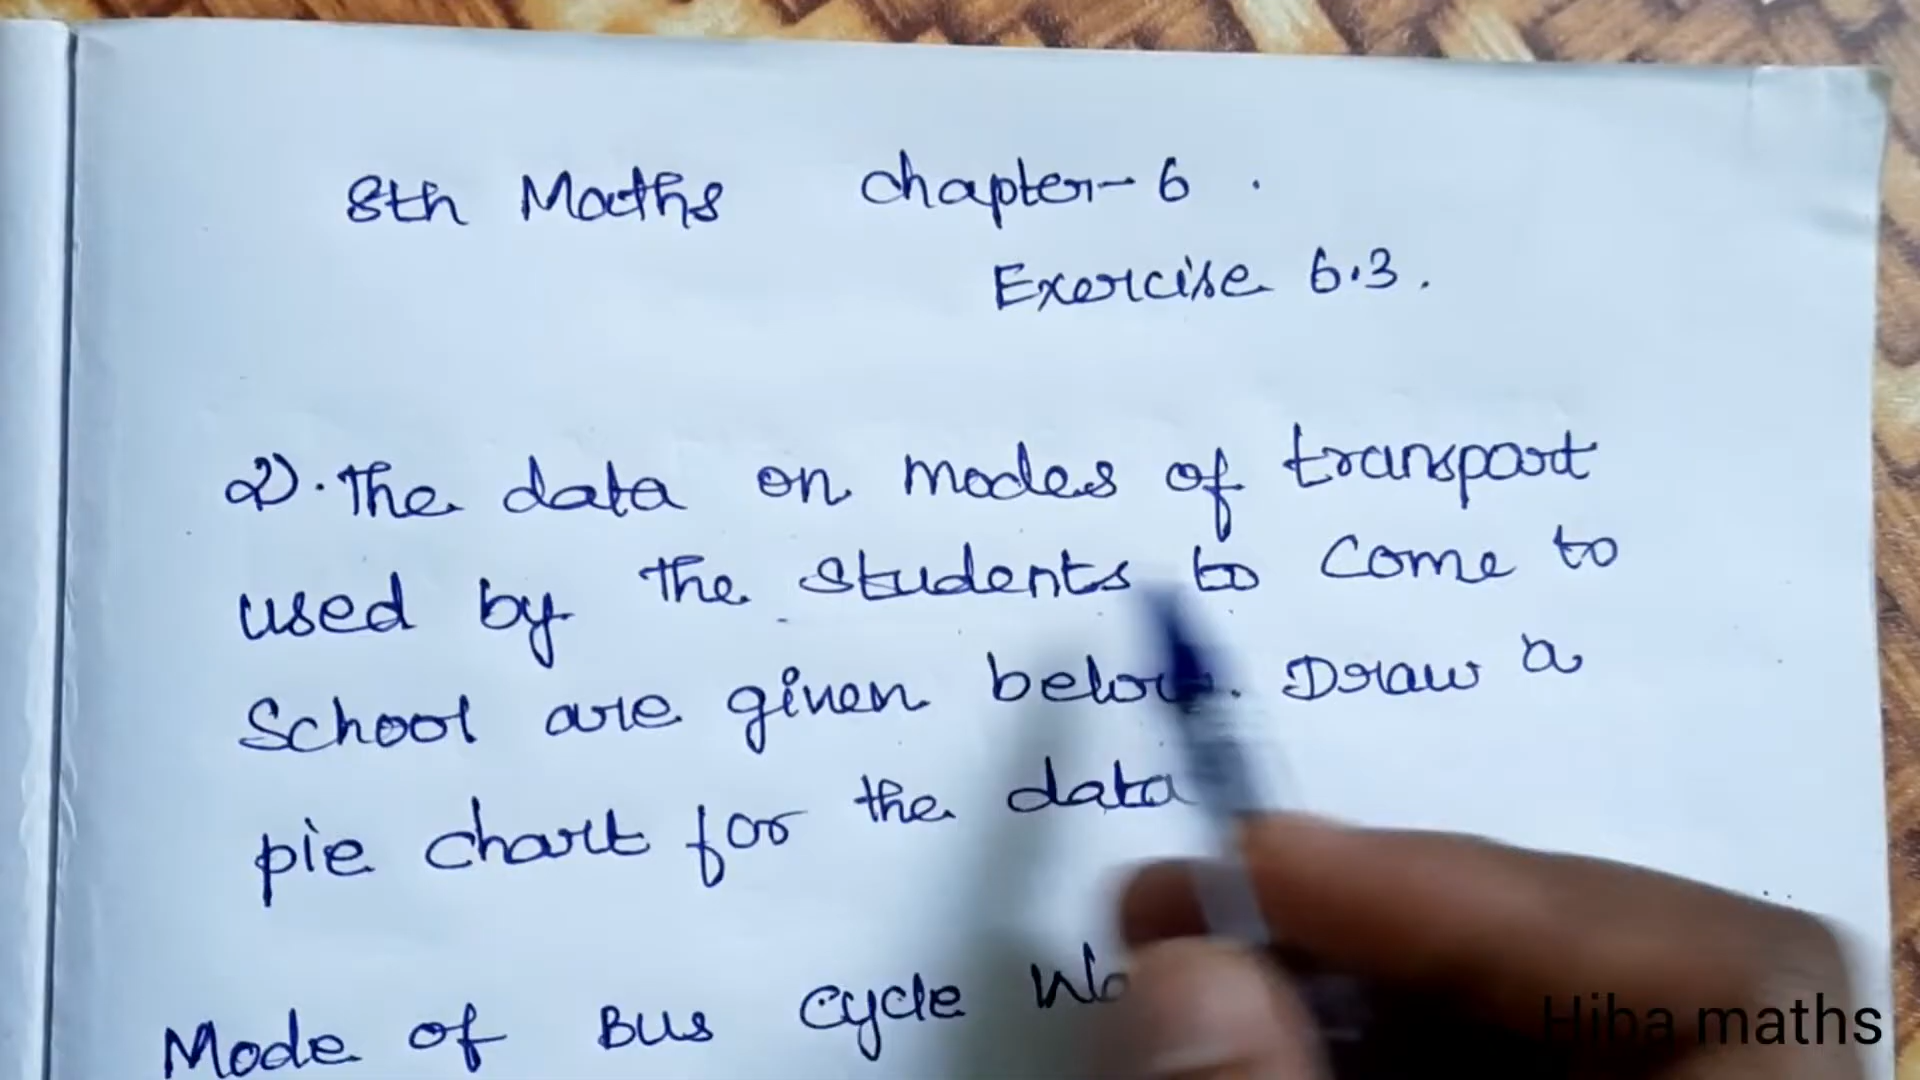 8th Maths chapter-6.
Exercise 6.3.
2). The data on modes of transport
used by the students to come to
School are given below. Draw a
pie chart for the data
Mode of Bus cycle
Hiba maths